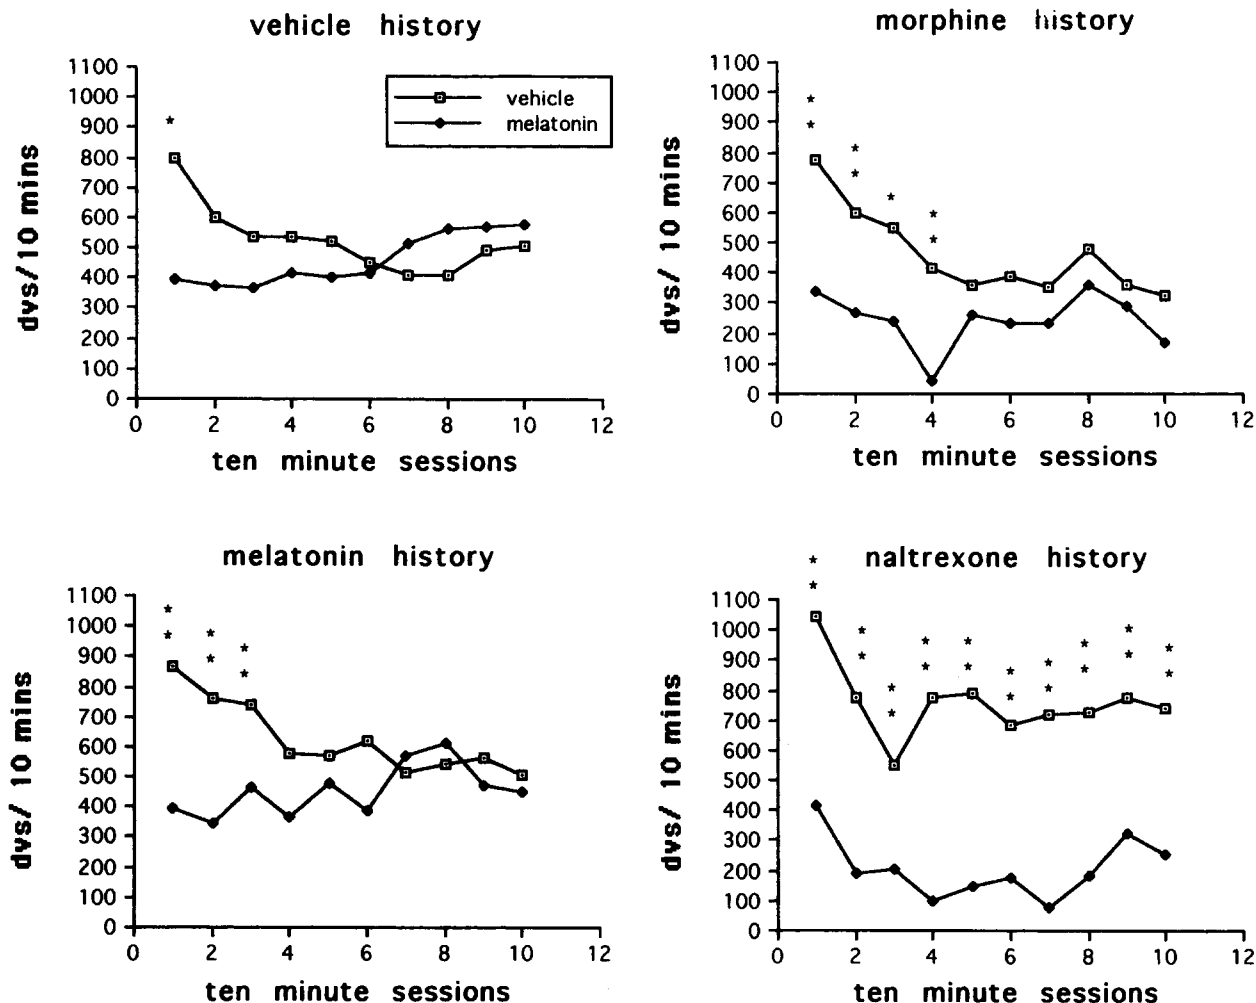 vehicle history
1100
1000
900
800
700
600
500
400
300
200
100
0
dvs/10 mins
*
vehicle
melatonin
0 2 4 6 8 10 12
ten minute sessions
morphine history
1100
1000
900
800
700
600
500
400
300
200
100
0
dvs/ 10 mins
* * * *
* * *
0 2 4 6 8 10 12
ten minute sessions
melatonin history
1100
1000
900
800
700
600
500
400
300
200
100
0
dvs/ 10 mins
* * *
* * *
0 2 4 6 8 10 12
ten minute sessions
naltrexone history
1100
1000
900
800
700
600
500
400
300
200
100
0
dvs/ 10 mins
* * * * * * * * * *
* * * * * * * * * *
0 2 4 6 8 10 12
ten minute sessions